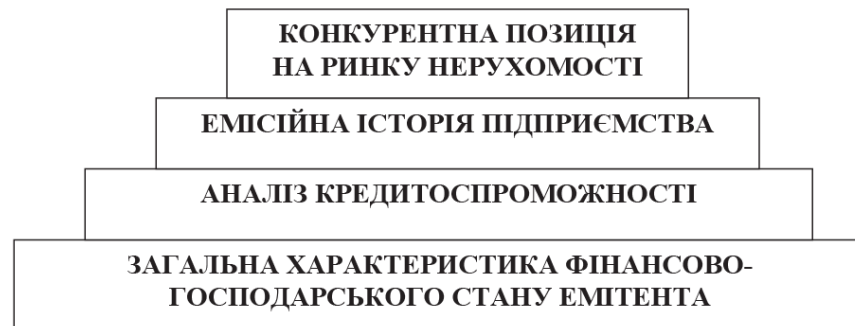 КОНКУРЕНТНА ПОЗИЦІЯ
НА РИНКУ НЕРУХОМОСТІ
ЕМІСІЙНА ІСТОРІЯ ПІДПРИЄМСТВА
АНАЛІЗ КРЕДИТОСПРОМОЖНОСТІ
ЗАГАЛЬНА ХАРАКТЕРИСТИКА ФІНАНСОВО-
ГОСПОДАРСЬКОГО СТАНУ ЕМІТЕНТА